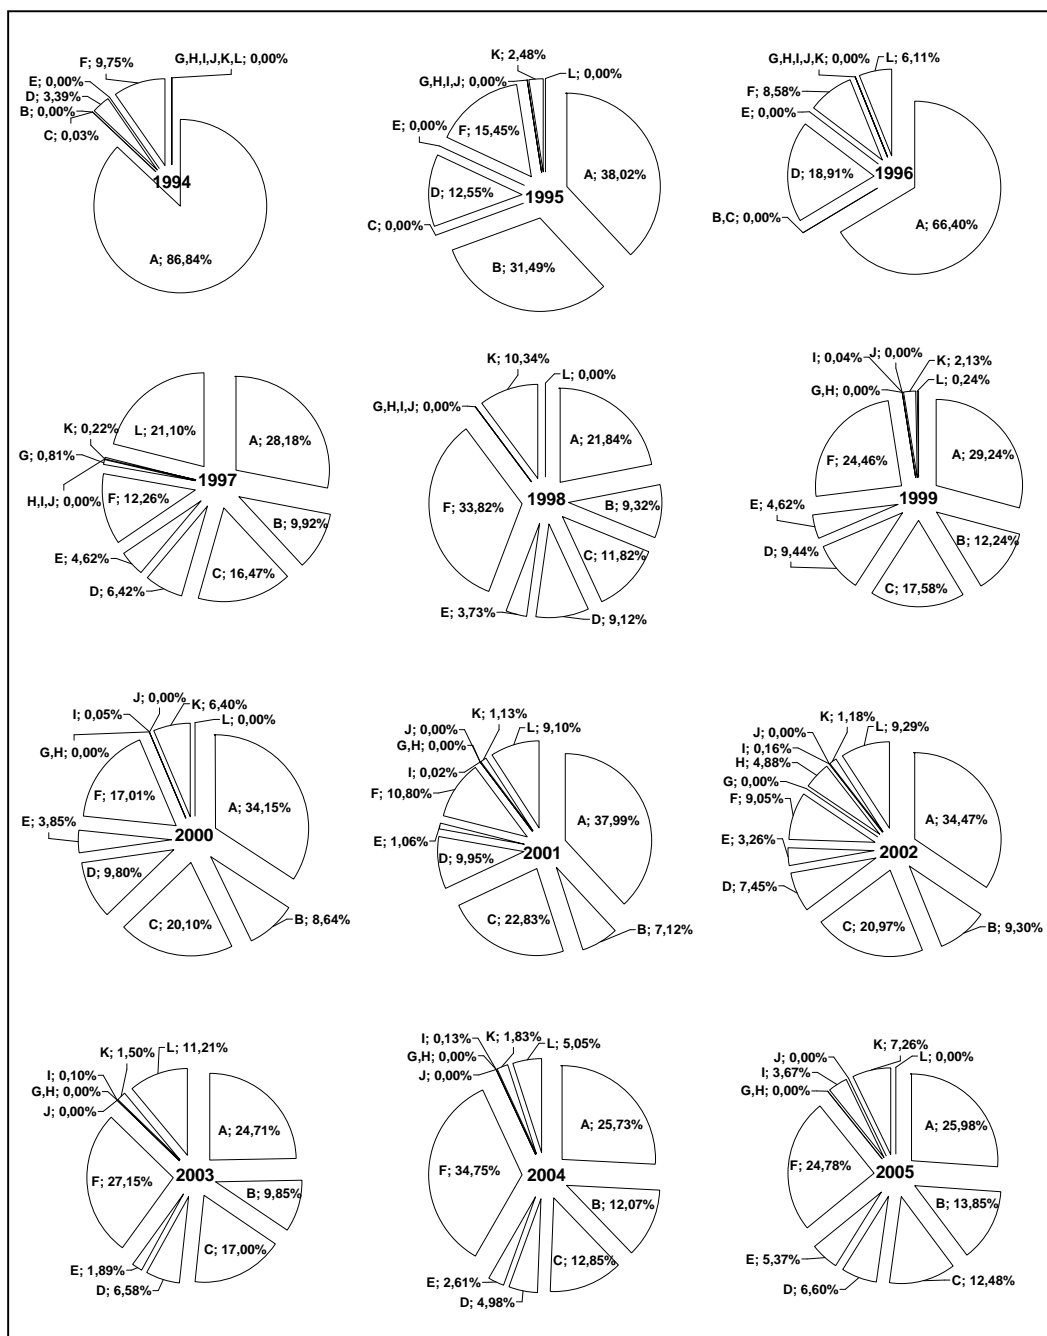 F; 9,75%
G,H,I,J,K,L; 0,00%
E; 0,00%
D; 3,39%
B; 0,00%
C; 0,03%
1994
A; 86,84%
K; 2,48%
G,H,I,J; 0,00%
L; 0,00%
E; 0,00%
F; 15,45%
A; 38,02%
D; 12,55%
1995
C; 0,00%
B; 31,49%
G,H,I,J,K; 0,00%
L; 6,11%
F; 8,58%
E; 0,00%
D; 18,91%
1996
B,C; 0,00%
A; 66,40%
K; 0,22%
L; 21,10%
A; 28,18%
G; 0,81%
1997
H,I,J; 0,00%
F; 12,26%
B; 9,92%
E; 4,62%
C; 16,47%
D; 6,42%
K; 10,34%
L; 0,00%
G,H,I,J; 0,00%
A; 21,84%
F; 33,82%
1998
B; 9,32%
C; 11,82%
E; 3,73%
D; 9,12%
J; 0,00%
I; 0,04%
K; 2,13%
G,H; 0,00%
L; 0,24%
F; 24,46%
A; 29,24%
1999
E; 4,62%
B; 12,24%
D; 9,44%
C; 17,58%
J; 0,00%
K; 6,40%
I; 0,05%
L; 0,00%
G,H; 0,00%
F; 17,01%
A; 34,15%
E; 3,85%
2000
D; 9,80%
C; 20,10%
B; 8,64%
K; 1,13%
J; 0,00%
L; 9,10%
G,H; 0,00%
I; 0,02%
F; 10,80%
A; 37,99%
E; 1,06%
2001
D; 9,95%
C; 22,83%
B; 7,12%
K; 1,18%
J; 0,00%
L; 9,29%
I; 0,16%
H; 4,88%
G; 0,00%
F; 9,05%
A; 34,47%
E; 3,26%
2002
D; 7,45%
C; 20,97%
B; 9,30%
K; 1,50%
L; 11,21%
I; 0,10%
G,H; 0,00%
J; 0,00%
A; 24,71%
F; 27,15%
2003
B; 9,85%
C; 17,00%
E; 1,89%
D; 6,58%
I; 0,13%
K; 1,83%
L; 5,05%
G,H; 0,00%
J; 0,00%
A; 25,73%
F; 34,75%
2004
B; 12,07%
C; 12,85%
E; 2,61%
D; 4,98%
K; 7,26%
J; 0,00%
L; 0,00%
I; 3,67%
G,H; 0,00%
A; 25,98%
F; 24,78%
2005
B; 13,85%
E; 5,37%
C; 12,48%
D; 6,60%